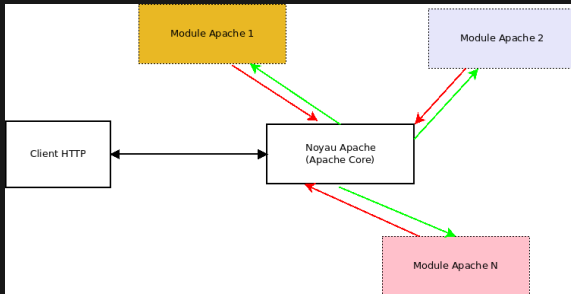 Module Apache 1
Module Apache 2
Client HTTP
Noyau Apache
(Apache Core)
Module Apache N